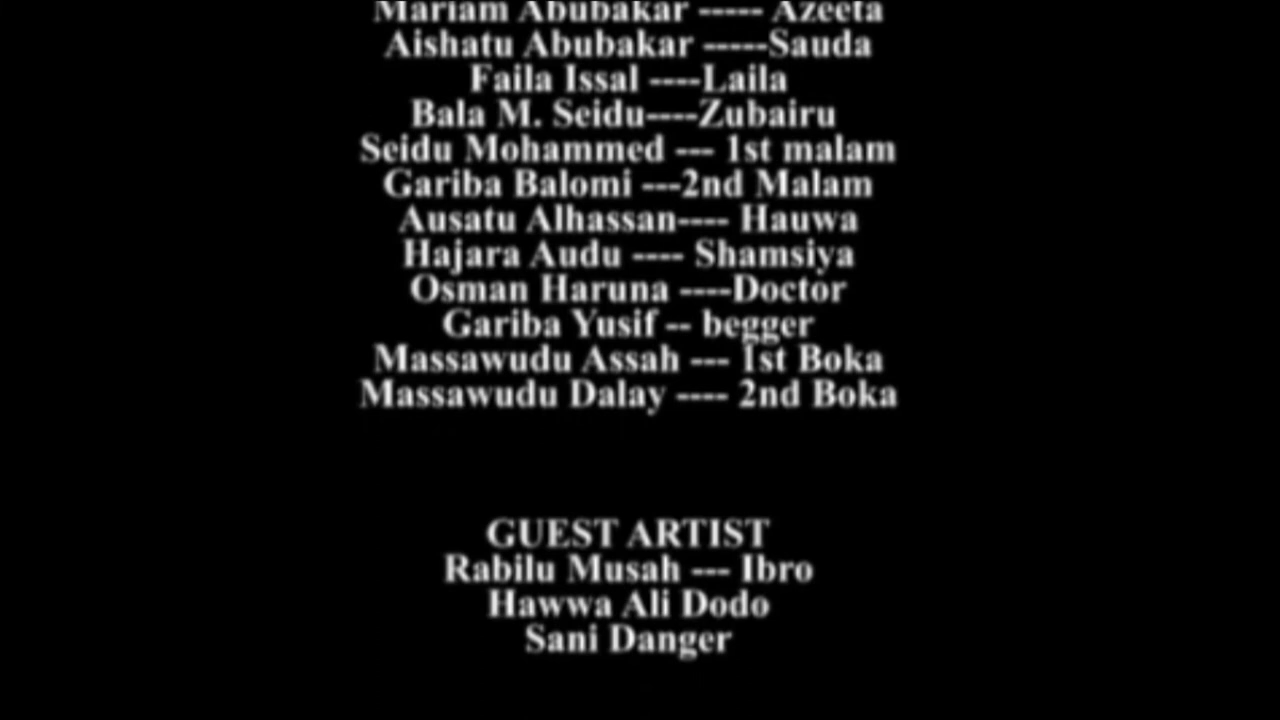 Mariam Abubakar ----- Azeeta
Aishatu Abubakar -----Sauda
Faila Issal ----Laila
Bala M. Seidu----Zubairu
Seidu Mohammed --- 1st malam
Gariba Balomi ---2nd Malam
Ausatu Alhassan---- Hauwa
Hajara Audu ---- Shamsiya
Osman Haruna ----Doctor
Gariba Yusif -- begger
Massawudu Assah --- 1st Boka
Massawudu Dalay ---- 2nd Boka
GUEST ARTIST
Rabilu Musah --- Ibro
Hawwa Ali Dodo
Sani Danger